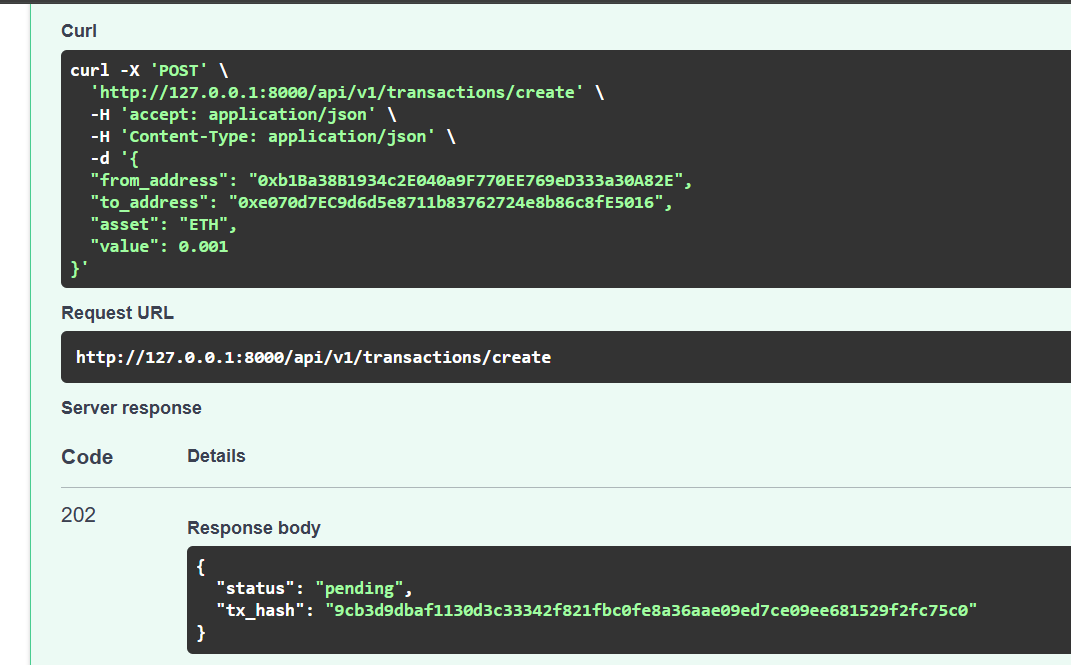 Curl
curl -X 'POST' \
'http://127.0.0.1:8000/api/v1/transactions/create' \
-H 'accept: application/json' \
-H 'Content-Type: application/json' \
-d '{
"from_address": "0xb1Ba38B1934c2E040a9F770EE769eD333a30A82E",
"to_address": "0xe070d7EC9d6d5e8711b83762724e8b86c8fE5016",
"asset": "ETH",
"value": 0.001
}'
Request URL
http://127.0.0.1:8000/api/v1/transactions/create
Server response
Code Details
202
Response body
{
"status": "pending",
"tx_hash": "9cb3d9dbaf1130d3c33342f821fbc0fe8a36aae09ed7ce09ee681529f2fc75c0"
}